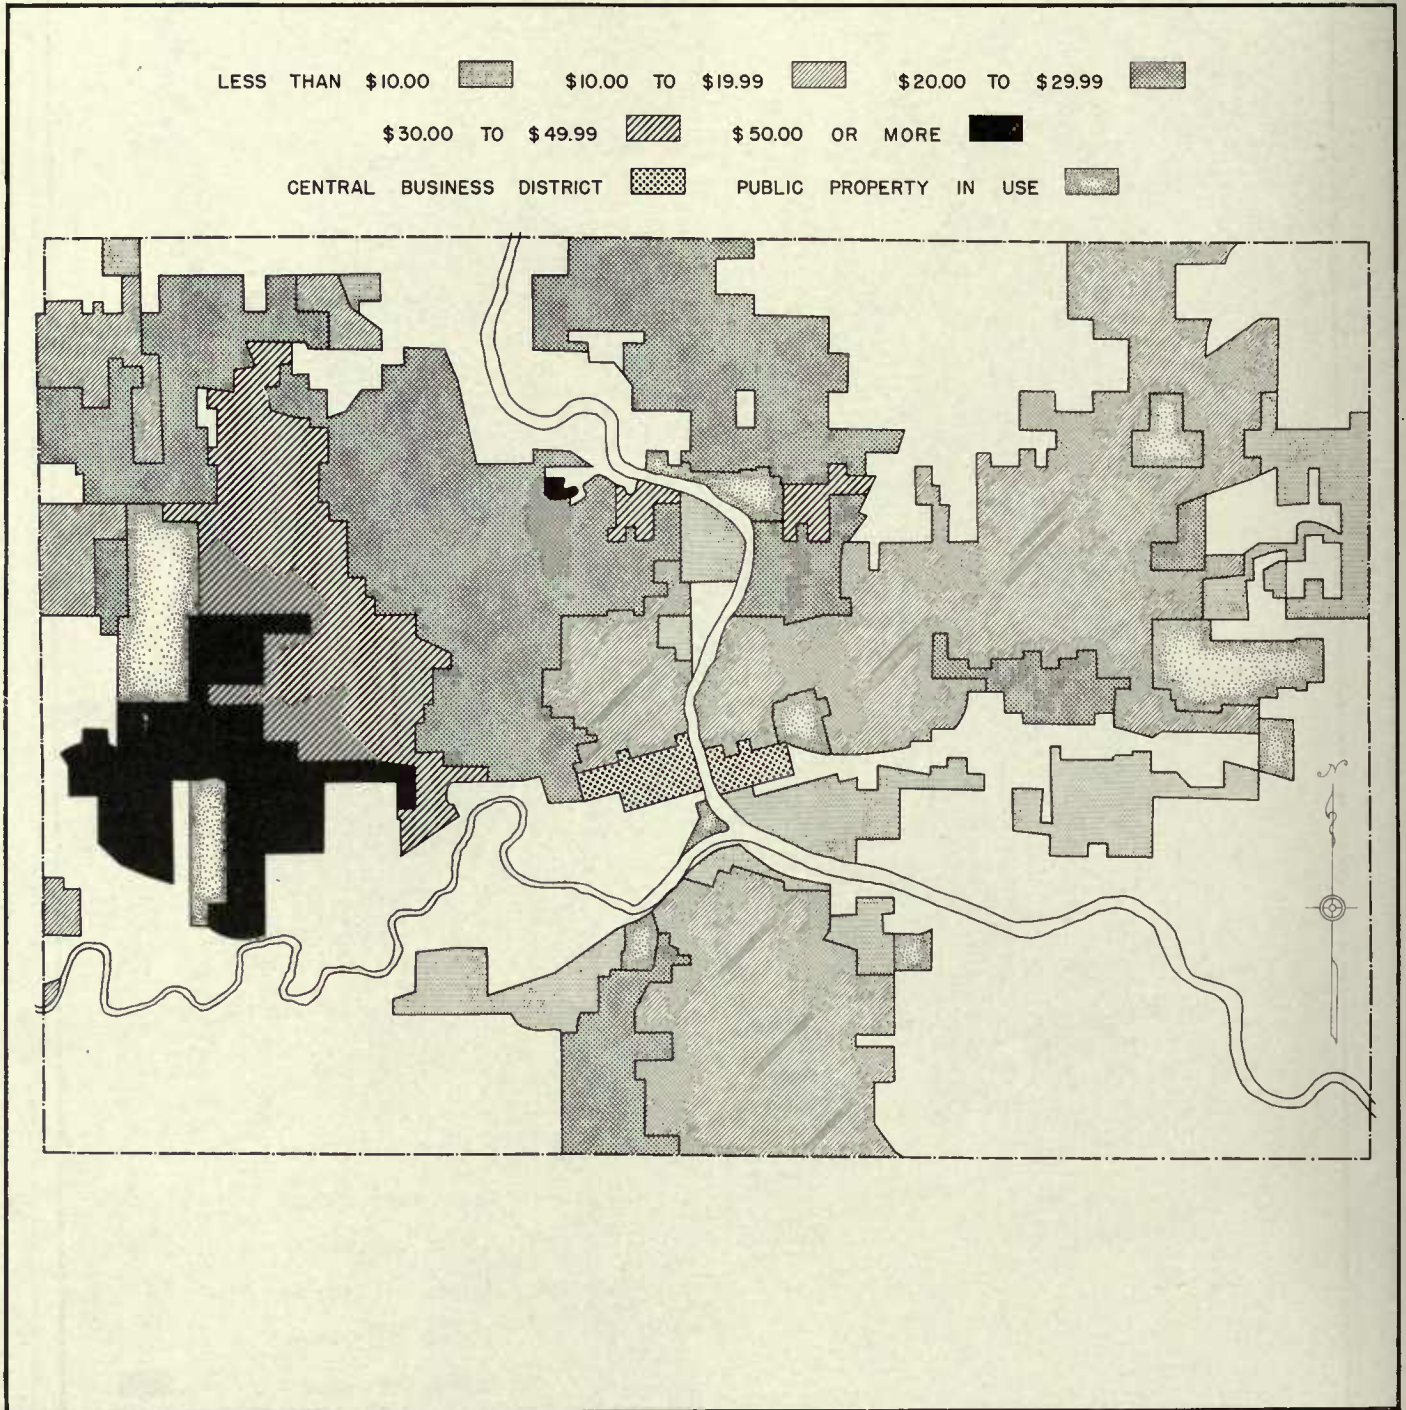 LESS THAN $10.00 $10.00 TO $19.99 $20.00 TO $29.99
$30.00 TO $49.99 $50.00 OR MORE
CENTRAL BUSINESS DISTRICT PUBLIC PROPERTY IN USE
N